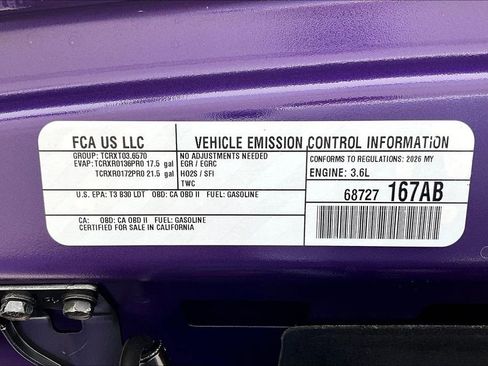 FCA US LLC
VEHICLE EMISSION CONTROL INFORMATION
GROUP: TCRXT03.6570
EVAP: TCRXR0136PR0 17.5 gal
TCRXR0172PR0 21.5 gal
NO ADJUSTMENTS NEEDED
EGR / EGRC
HO2S / SFI
TWC
CONFORMS TO REGULATIONS: 2026 MY
ENGINE: 3.6L
68727 167AB
U.S. EPA: T3 B30 LDT OBD: CA OBD II FUEL: GASOLINE
CA: OBD: CA OBD II FUEL: GASOLINE
CERTIFIED FOR SALE IN CALIFORNIA